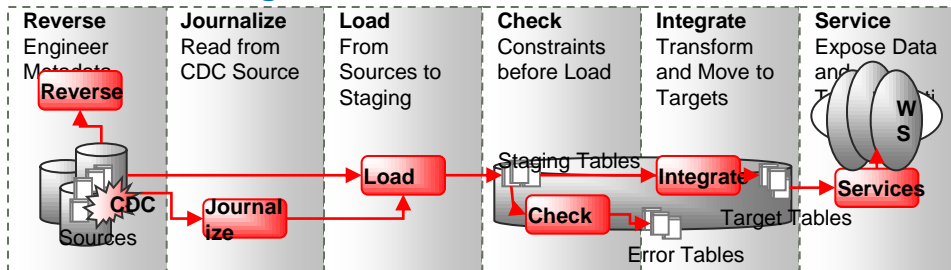 Reverse
Engineer
Metadata
Journalize
Read from
CDC Source
Load
From
Sources to
Staging
Check
Constraints
before Load
Integrate
Transform
and Move to
Targets
Service
Expose Data
and
Reverse
CDC
Sources
Journal
ize
Load
Staging Tables
Check
Error Tables
Integrate
Target Tables
W
S
Services